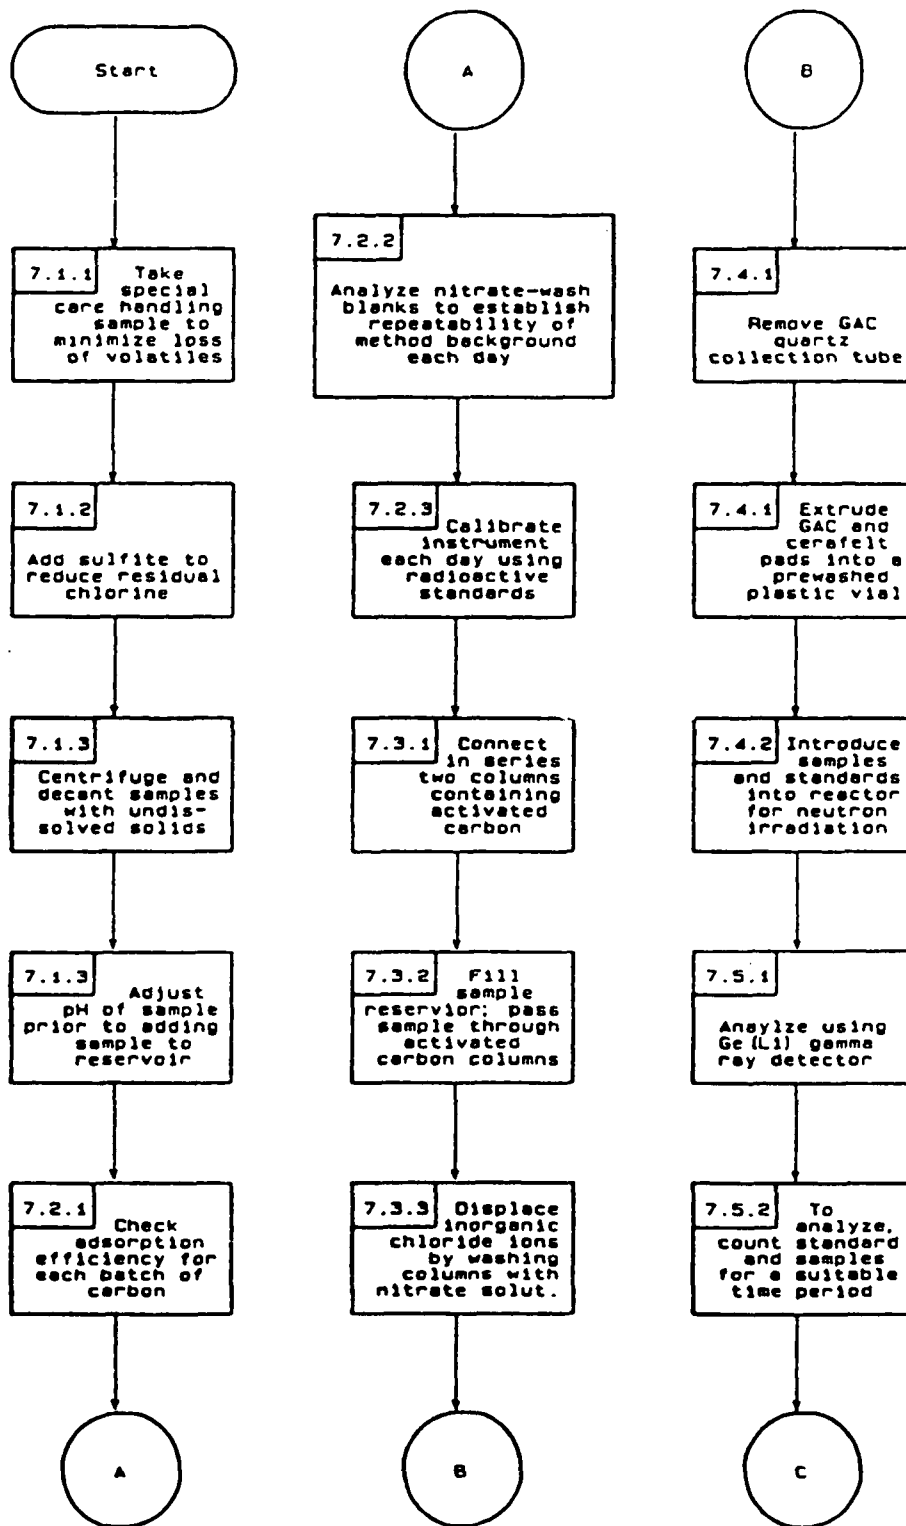 Start
7.1.1 Take
special
care handling
sample to
minimize loss
of volatiles
7.1.2
Add sulfite to
reduce residual
chlorine
7.1.3
Centrifuge and
decant samples
with undis-
solved solids
7.1.3
Adjust
pH of sample
prior to adding
sample to
reservoir
7.2.1
Check
adsorption
efficiency for
each batch of
carbon
A
A
7.2.2
Analyze nitrate-wash
blanks to establish
repeatability of
method background
each day
7.2.3
Calibrate
instrument
each day using
radioactive
standards
7.3.1 Connect
in series
two columns
containing
activated
carbon
7.3.2 Fill
sample
reservior; pass
sample through
activated
carbon columns
7.3.3 Displace
inorganic
chloride ions
by washing
columns with
nitrate solut.
B
B
7.4.1
Remove GAC
quartz
collection tube
7.4.1 Extrude
GAC and
cerafelt
pads into a
prewashed
plastic vial
7.4.2 Introduce
samples
and standards
into reactor
for neutron
irradiation
7.5.1
Anaylze using
Ge(Li) gamma
ray detector
7.5.2 To
analyze,
count standard
and samples
for a suitable
time period
C